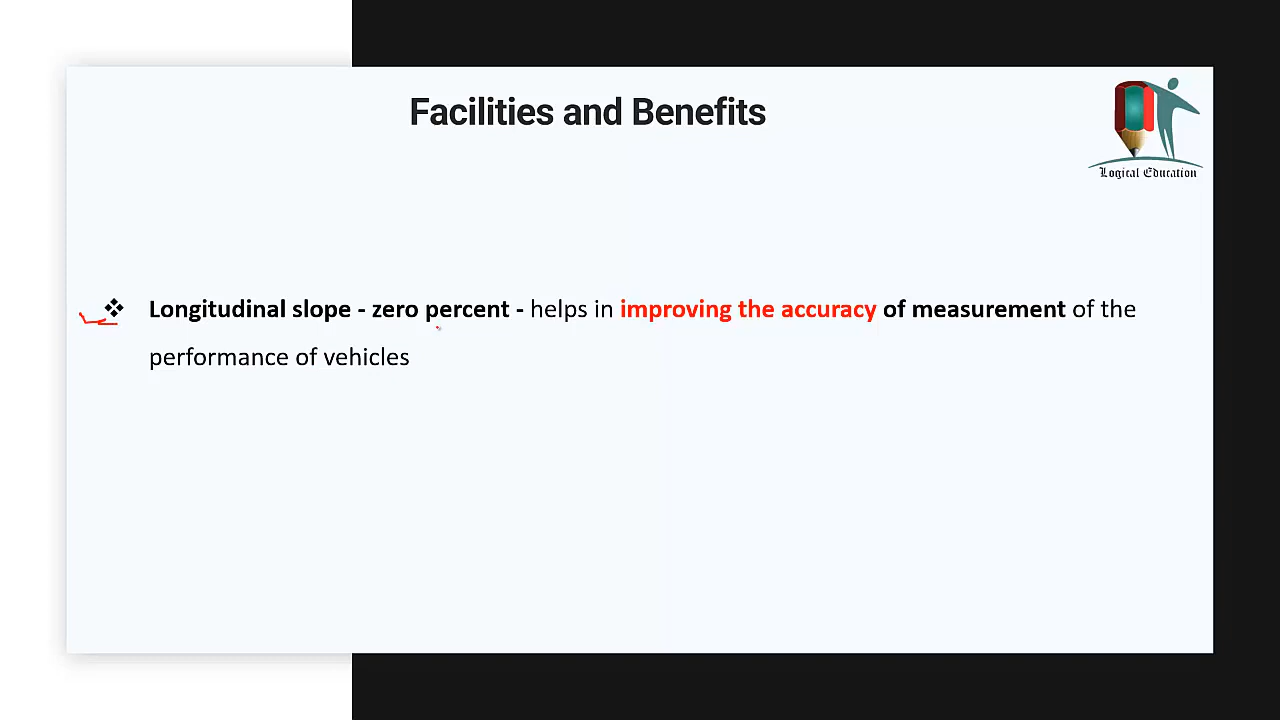 Facilities and Benefits
Logical Education
❖ Longitudinal slope - zero percent - helps in improving the accuracy of measurement of the
performance of vehicles